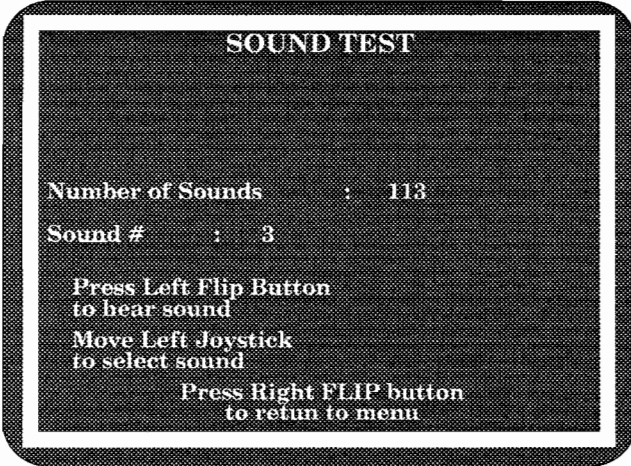 SOUND TEST
Number of Sounds : 113
Sound # : 3
Press Left Flip Button
to hear sound
Move Left Joystick
to select sound
Press Right FLIP button
to retun to menu